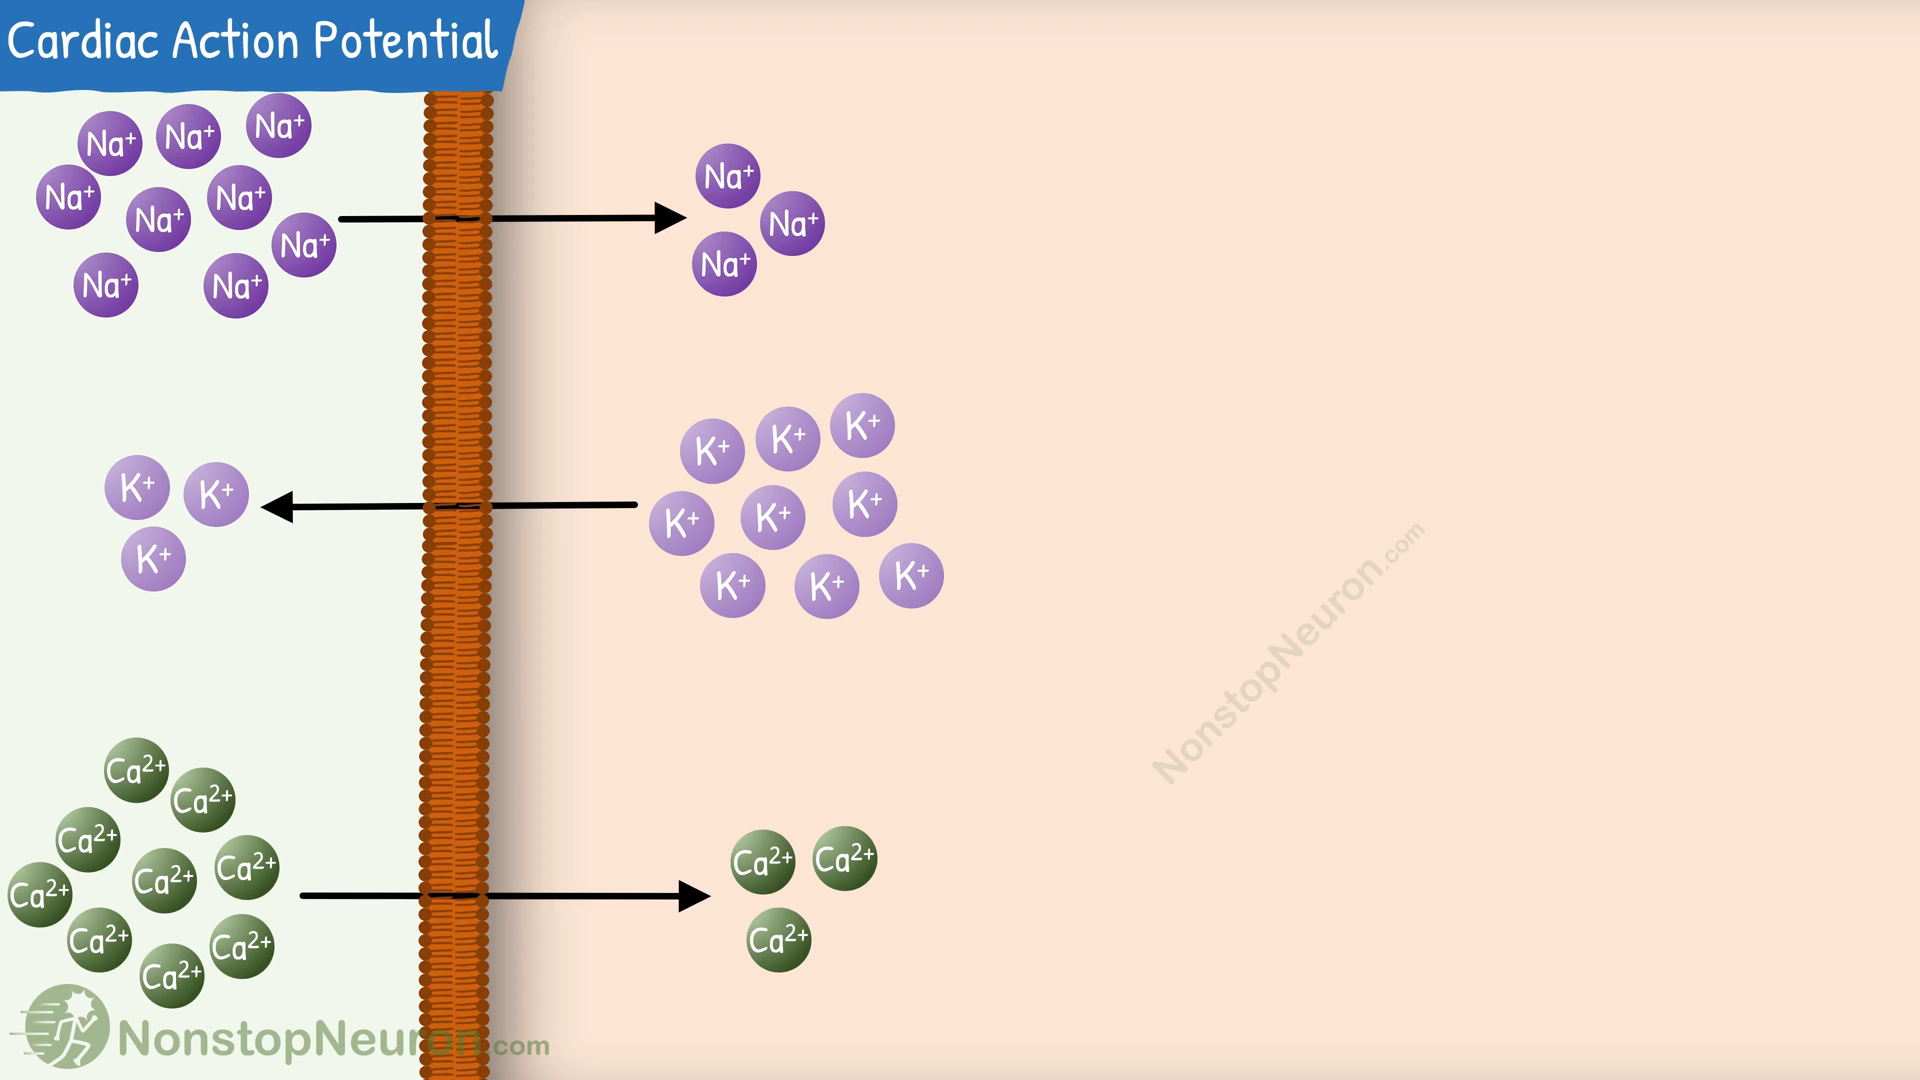 Cardiac Action Potential
Na⁺ Na⁺ Na⁺
Na⁺ Na⁺ Na⁺ Na⁺
Na⁺ Na⁺
Na⁺
Na⁺
Na⁺
K⁺ K⁺
K⁺
K⁺ K⁺ K⁺
K⁺ K⁺ K⁺
K⁺ K⁺ K⁺
Ca²⁺ Ca²⁺
Ca²⁺ Ca²⁺ Ca²⁺
Ca²⁺ Ca²⁺ Ca²⁺
Ca²⁺
Ca²⁺ Ca²⁺
Ca²⁺
NonstopNeuron.com
NonstopNeuron.com